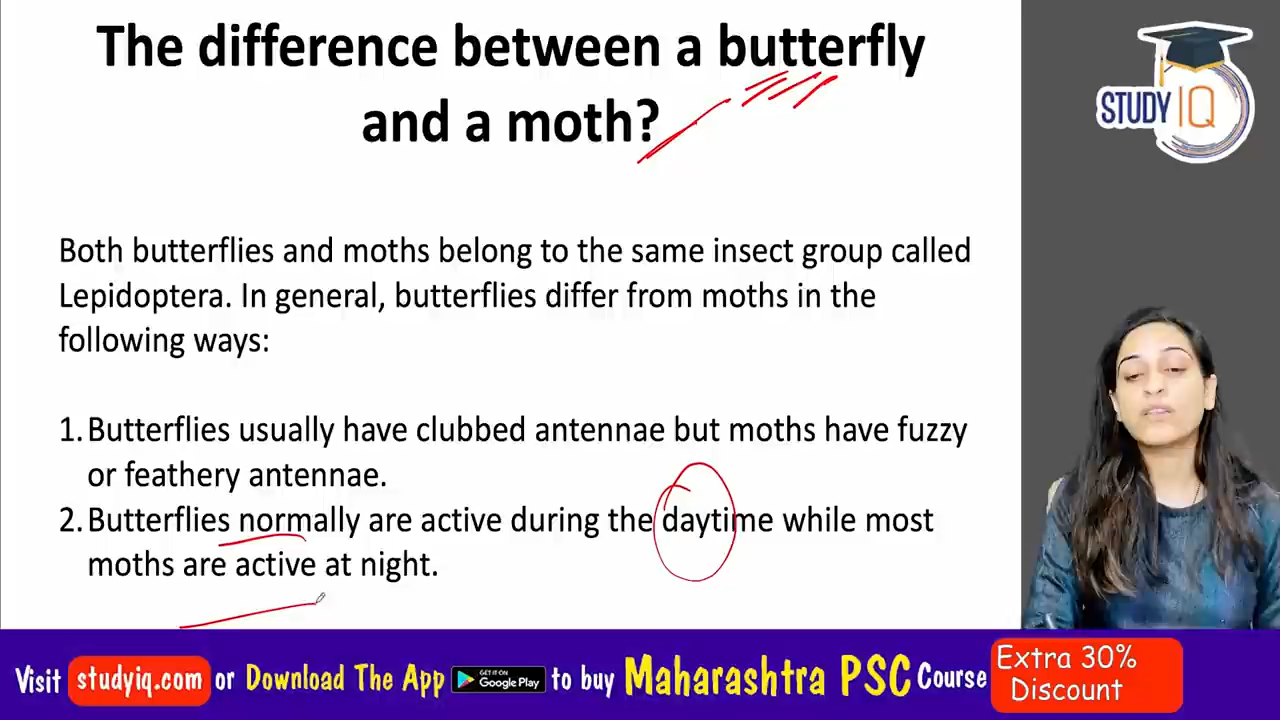 The difference between a butterfly
and a moth?
STUDY IQ
Both butterflies and moths belong to the same insect group called
Lepidoptera. In general, butterflies differ from moths in the
following ways:
1. Butterflies usually have clubbed antennae but moths have fuzzy
or feathery antennae.
2. Butterflies normally are active during the daytime while most
moths are active at night.
Visit studyiq.com or Download The App GET IT ON Google Play to buy Maharashtra PSC Course Extra 30%
Discount